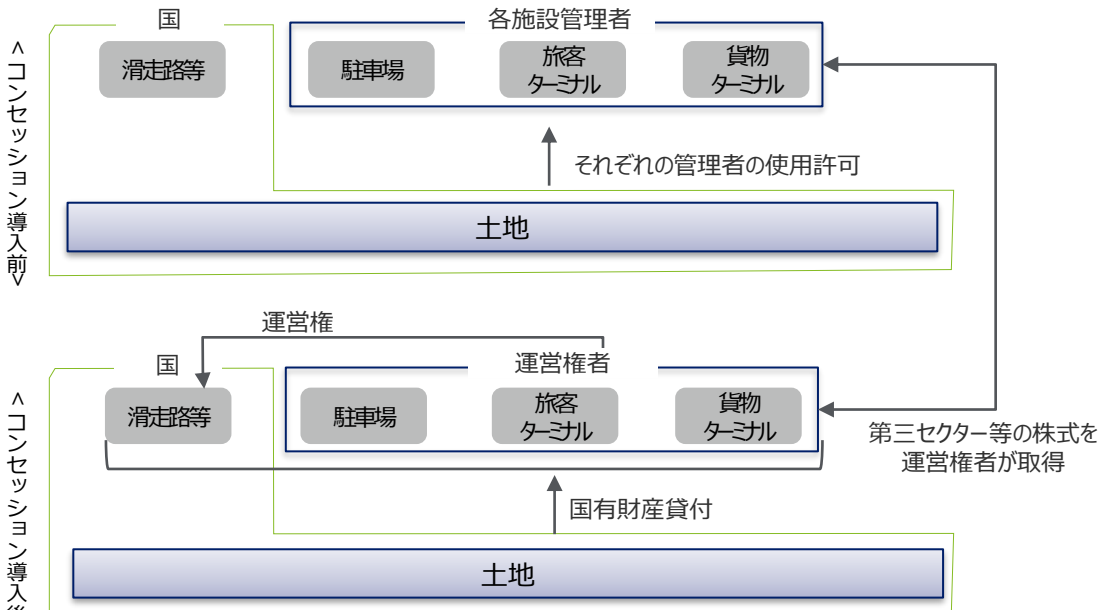 <コンセッション導入前>
国
各施設管理者
滑走路等
駐車場
旅客
ターミナル
貨物
ターミナル
それぞれの管理者の使用許可
土地
<コンセッション導入後
運営権
国
運営権者
滑走路等
駐車場
旅客
ターミナル
貨物
ターミナル
第三セクター等の株式を
運営権者が取得
国有財産貸付
土地